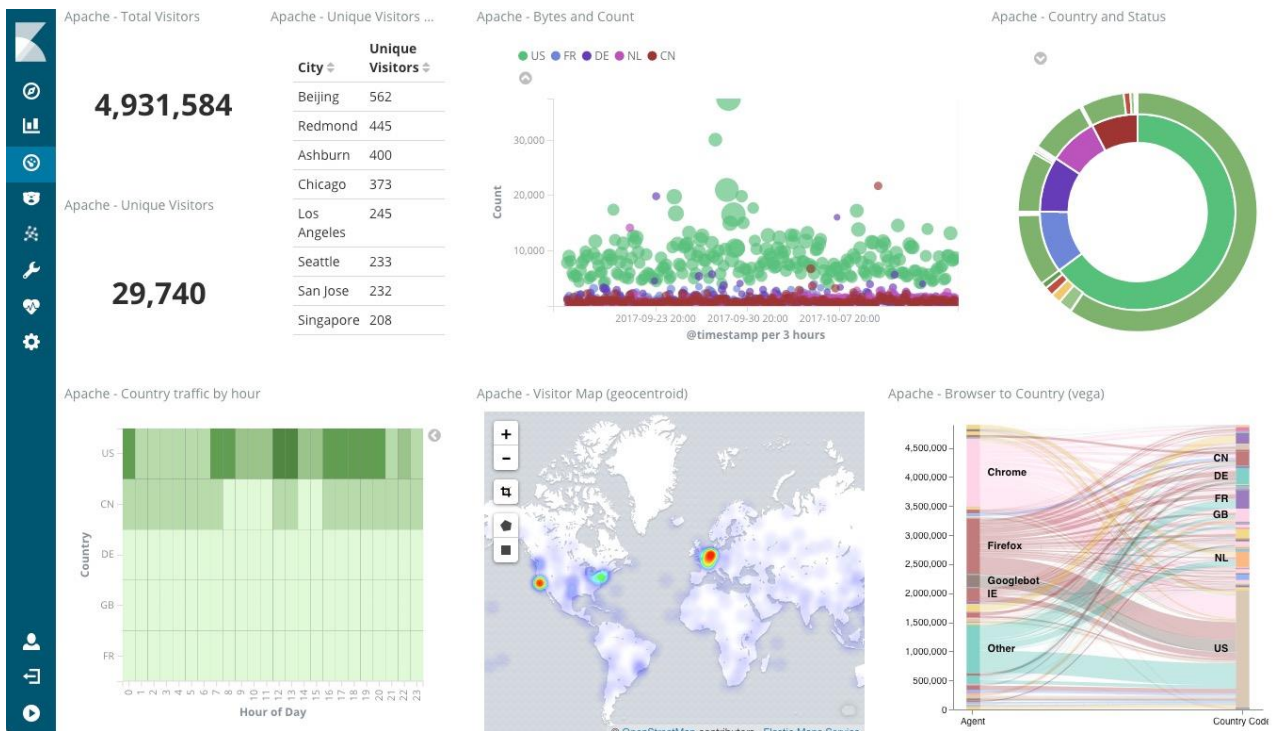 Apache - Total Visitors
4,931,584
Apache - Unique Visitors
29,740
Apache - Unique Visitors ...
City
Unique
Visitors
Beijing 562
Redmond 445
Ashburn 400
Chicago 373
Los
Angeles
245
Seattle 233
San Jose 232
Singapore 208
Apache - Bytes and Count
US FR DE NL CN
Count
30,000
20,000
10,000
2017-09-23 20:00 2017-09-30 20:00 2017-10-07 20:00
@timestamp per 3 hours
Apache - Country and Status
Apache - Country traffic by hour
Country
US
CN
DE
GB
FR
0 1 2 3 4 5 6 7 8 9 10 11 12 13 14 15 16 17 18 19 20 21 22 23
Hour of Day
Apache - Visitor Map (geocentroid)
+
−
© OpenStreetMap contributors , Elastic Maps Service
Apache - Browser to Country (vega)
4,500,000
4,000,000
3,500,000
3,000,000
2,500,000
2,000,000
1,500,000
1,000,000
500,000
0
Chrome
Firefox
Googlebot
IE
Other
CN
DE
FR
GB
NL
US
Agent
Country Code